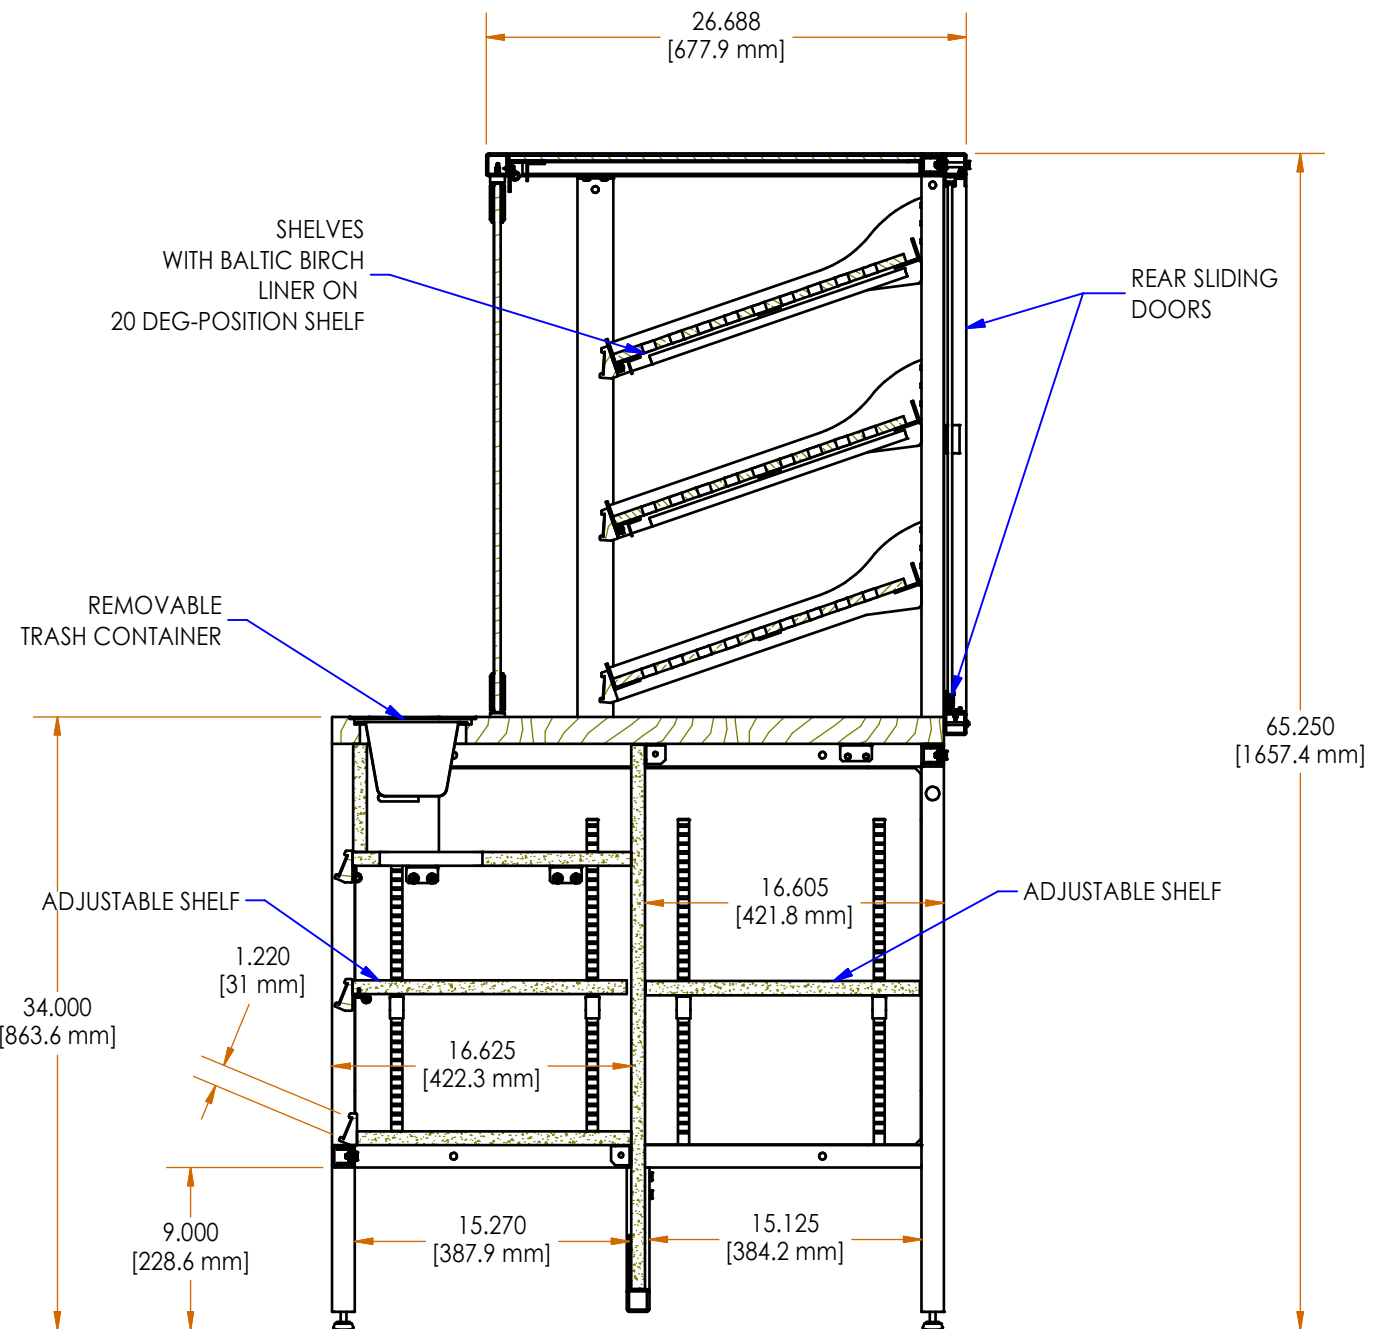 26.688
[677.9 mm]
SHELVES
WITH BALTIC BIRCH
LINER ON
20 DEG-POSITION SHELF
REAR SLIDING
DOORS
REMOVABLE
TRASH CONTAINER
65.250
[1657.4 mm]
ADJUSTABLE SHELF
16.605
[421.8 mm]
ADJUSTABLE SHELF
1.220
[31 mm]
34.000
[863.6 mm]
16.625
[422.3 mm]
9.000
[228.6 mm]
15.270
[387.9 mm]
15.125
[384.2 mm]